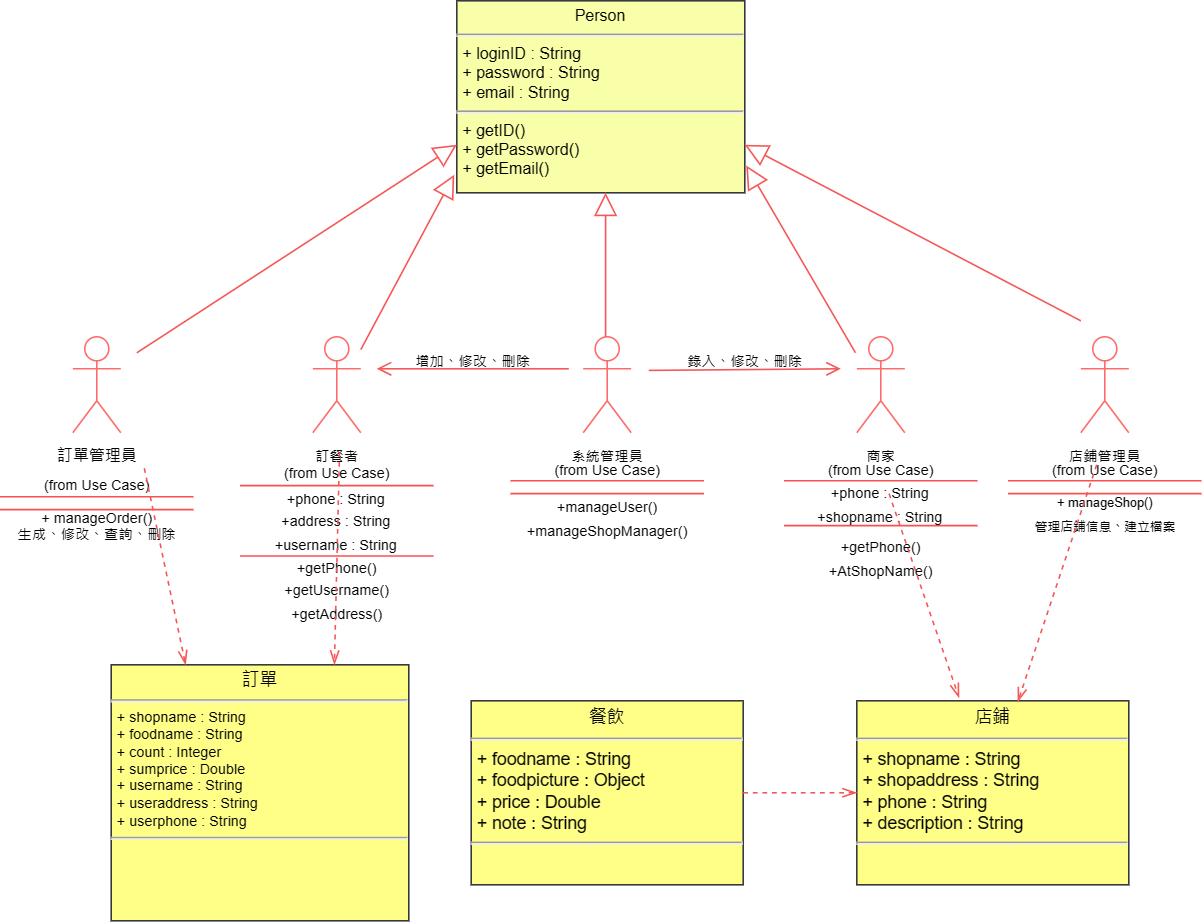 Person
+ loginID : String
+ password : String
+ email : String
+ getID()
+ getPassword()
+ getEmail()
增加、修改、刪除
錄入、修改、刪除
訂單管理員
(from Use Case)
+ manageOrder()
生成、修改、查詢、刪除
訂餐者
(from Use Case)
+phone : String
+address : String
+username : String
+getPhone()
+getUsername()
+getAddress()
系統管理員
(from Use Case)
+manageUser()
+manageShopManager()
商家
(from Use Case)
+phone : String
+shopname : String
+getPhone()
+AtShopName()
店鋪管理員
(from Use Case)
+ manageShop()
管理店鋪信息、建立檔案
訂單
+ shopname : String
+ foodname : String
+ count : Integer
+ sumprice : Double
+ username : String
+ useraddress : String
+ userphone : String
餐飲
+ foodname : String
+ foodpicture : Object
+ price : Double
+ note : String
店鋪
+ shopname : String
+ shopaddress : String
+ phone : String
+ description : String